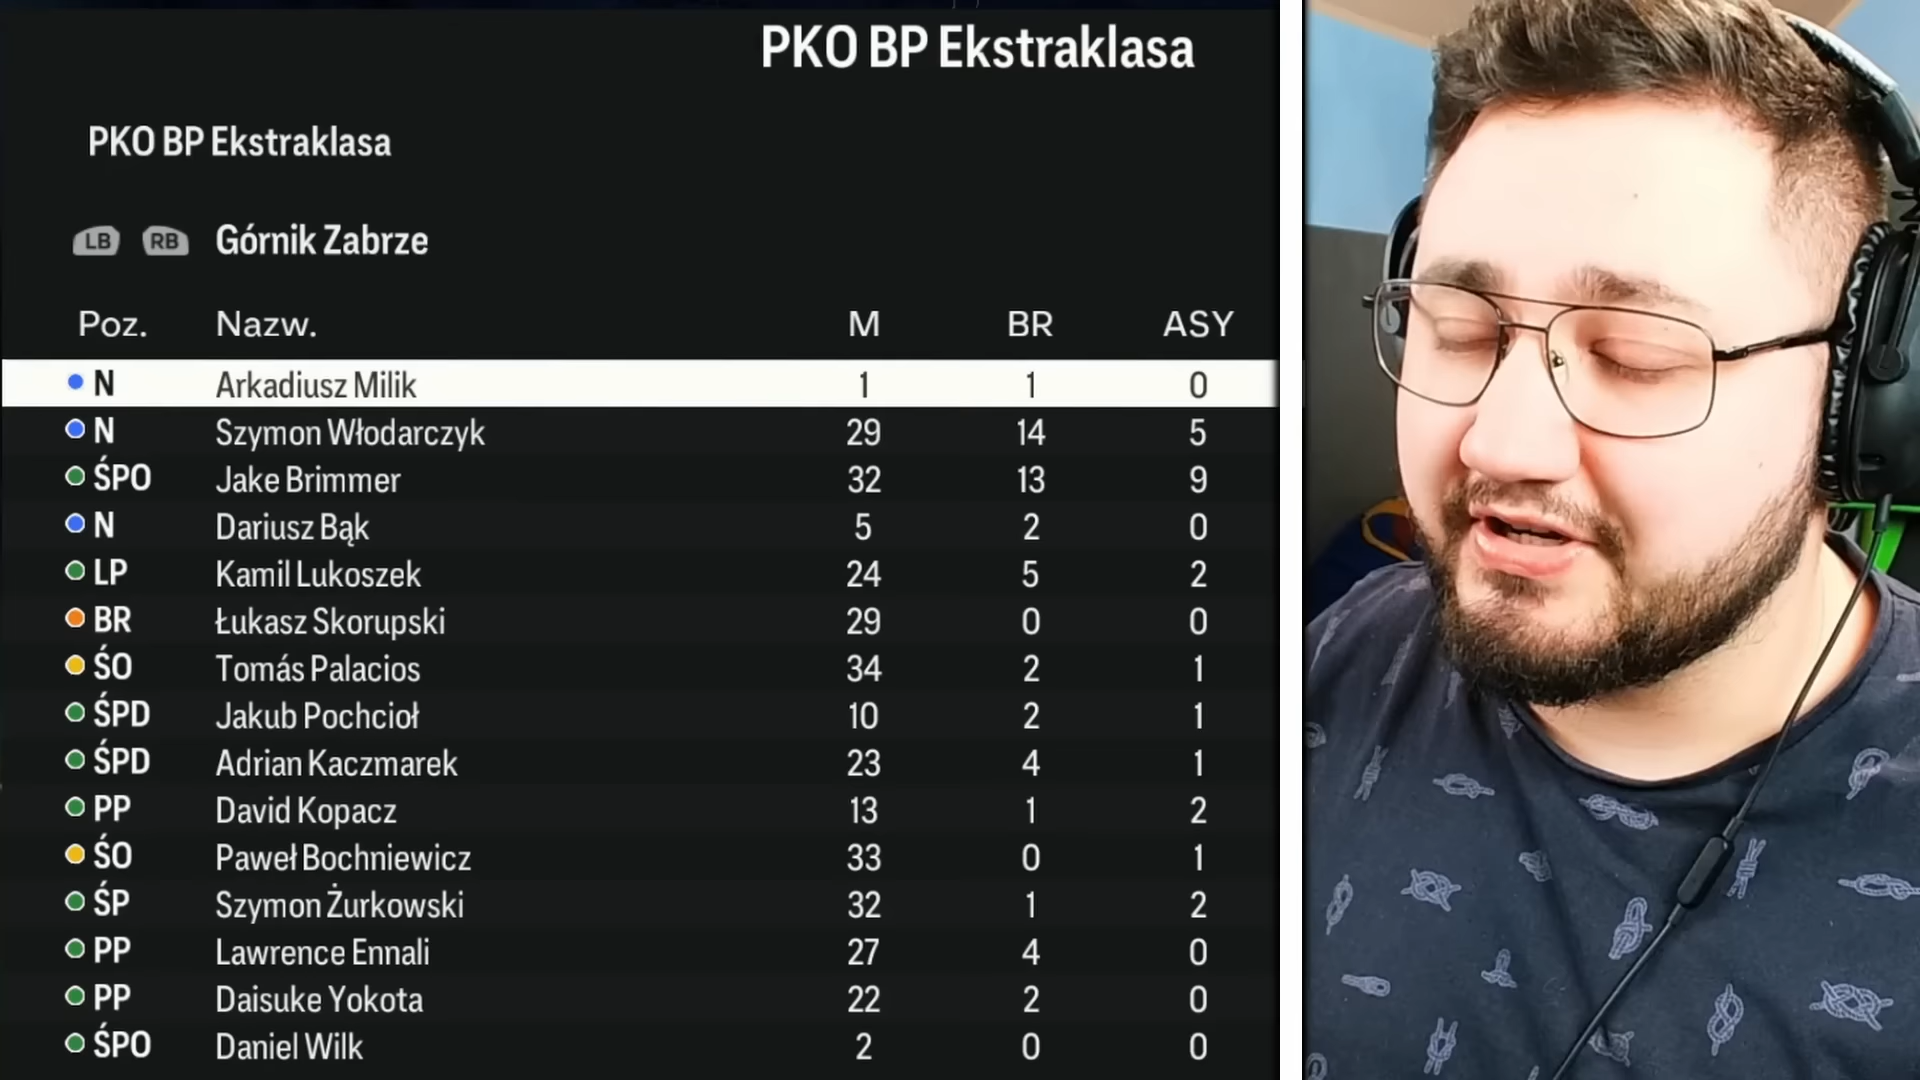 PKO BP Ekstraklasa
PKO BP Ekstraklasa
LB RB Górnik Zabrze
Poz. Nazw. M BR ASY
N Arkadiusz Milik 1 1 0
N Szymon Włodarczyk 29 14 5
ŚPO Jake Brimmer 32 13 9
N Dariusz Bąk 5 2 0
LP Kamil Lukoszek 24 5 2
BR Łukasz Skorupski 29 0 0
ŚO Tomás Palacios 34 2 1
ŚPD Jakub Pochcioł 10 2 1
ŚPD Adrian Kaczmarek 23 4 1
PP David Kopacz 13 1 2
ŚO Paweł Bochniewicz 33 0 1
ŚP Szymon Żurkowski 32 1 2
PP Lawrence Ennali 27 4 0
PP Daisuke Yokota 22 2 0
ŚPO Daniel Wilk 2 0 0